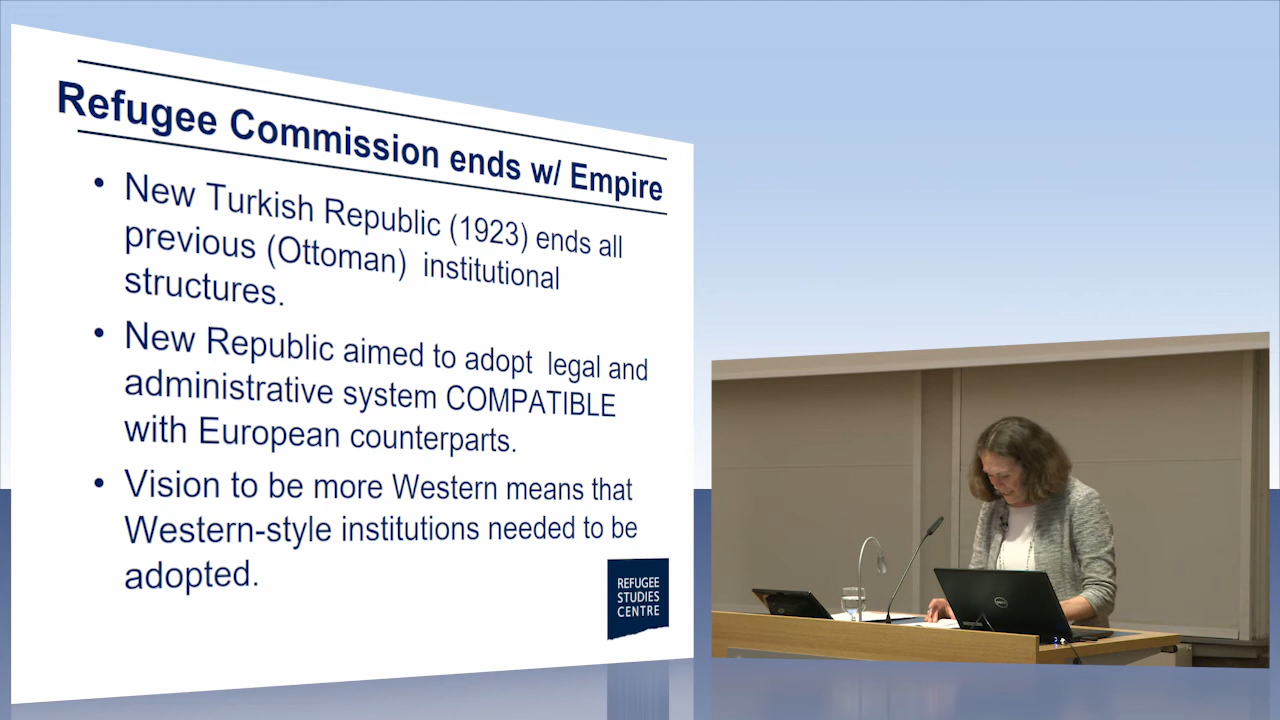 Refugee Commission ends w/ Empire
• New Turkish Republic (1923) ends all
previous (Ottoman) institutional
structures.
• New Republic aimed to adopt legal and
administrative system COMPATIBLE
with European counterparts.
• Vision to be more Western means that
Western-style institutions needed to be
adopted.
REFUGEE
STUDIES
CENTRE
DELL